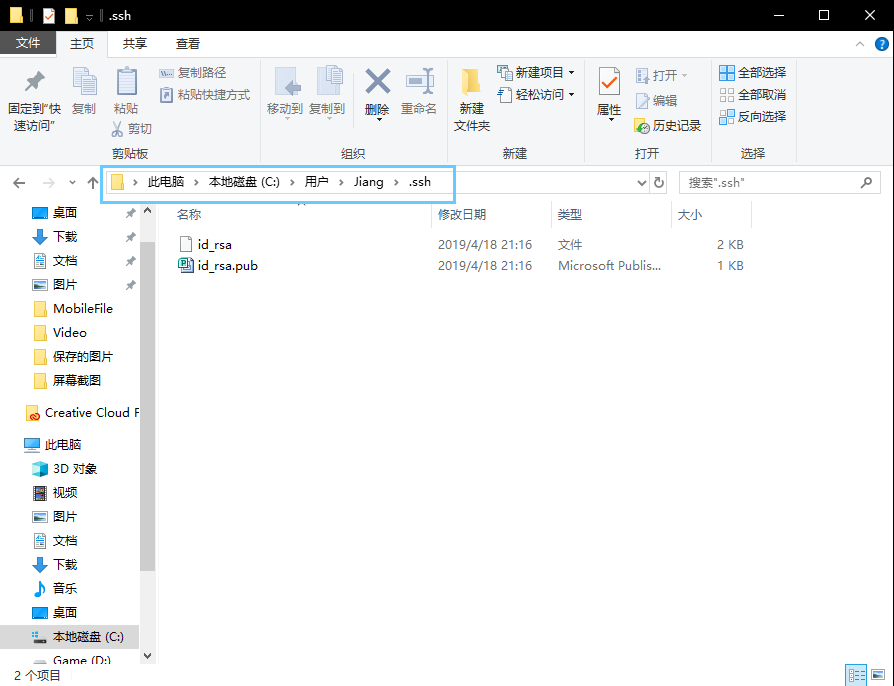 .ssh
文件 主页 共享 查看
固定到"快速访问"
复制
粘贴
复制路径
粘贴快捷方式
剪切
剪贴板
移动到
复制到
删除
重命名
组织
新建文件夹
新建项目
轻松访问
新建
属性
打开
编辑
历史记录
打开
全部选择
全部取消
反向选择
选择
此电脑 › 本地磁盘 (C:) › 用户 › Jiang › .ssh
搜索".ssh"
名称 修改日期 类型 大小
id_rsa 2019/4/18 21:16 文件 2 KB
id_rsa.pub 2019/4/18 21:16 Microsoft Publis... 1 KB
桌面
下载
文档
图片
MobileFile
Video
保存的图片
屏幕截图
Creative Cloud F
此电脑
3D 对象
视频
图片
文档
下载
音乐
桌面
本地磁盘 (C:)
Game (D:)
2 个项目